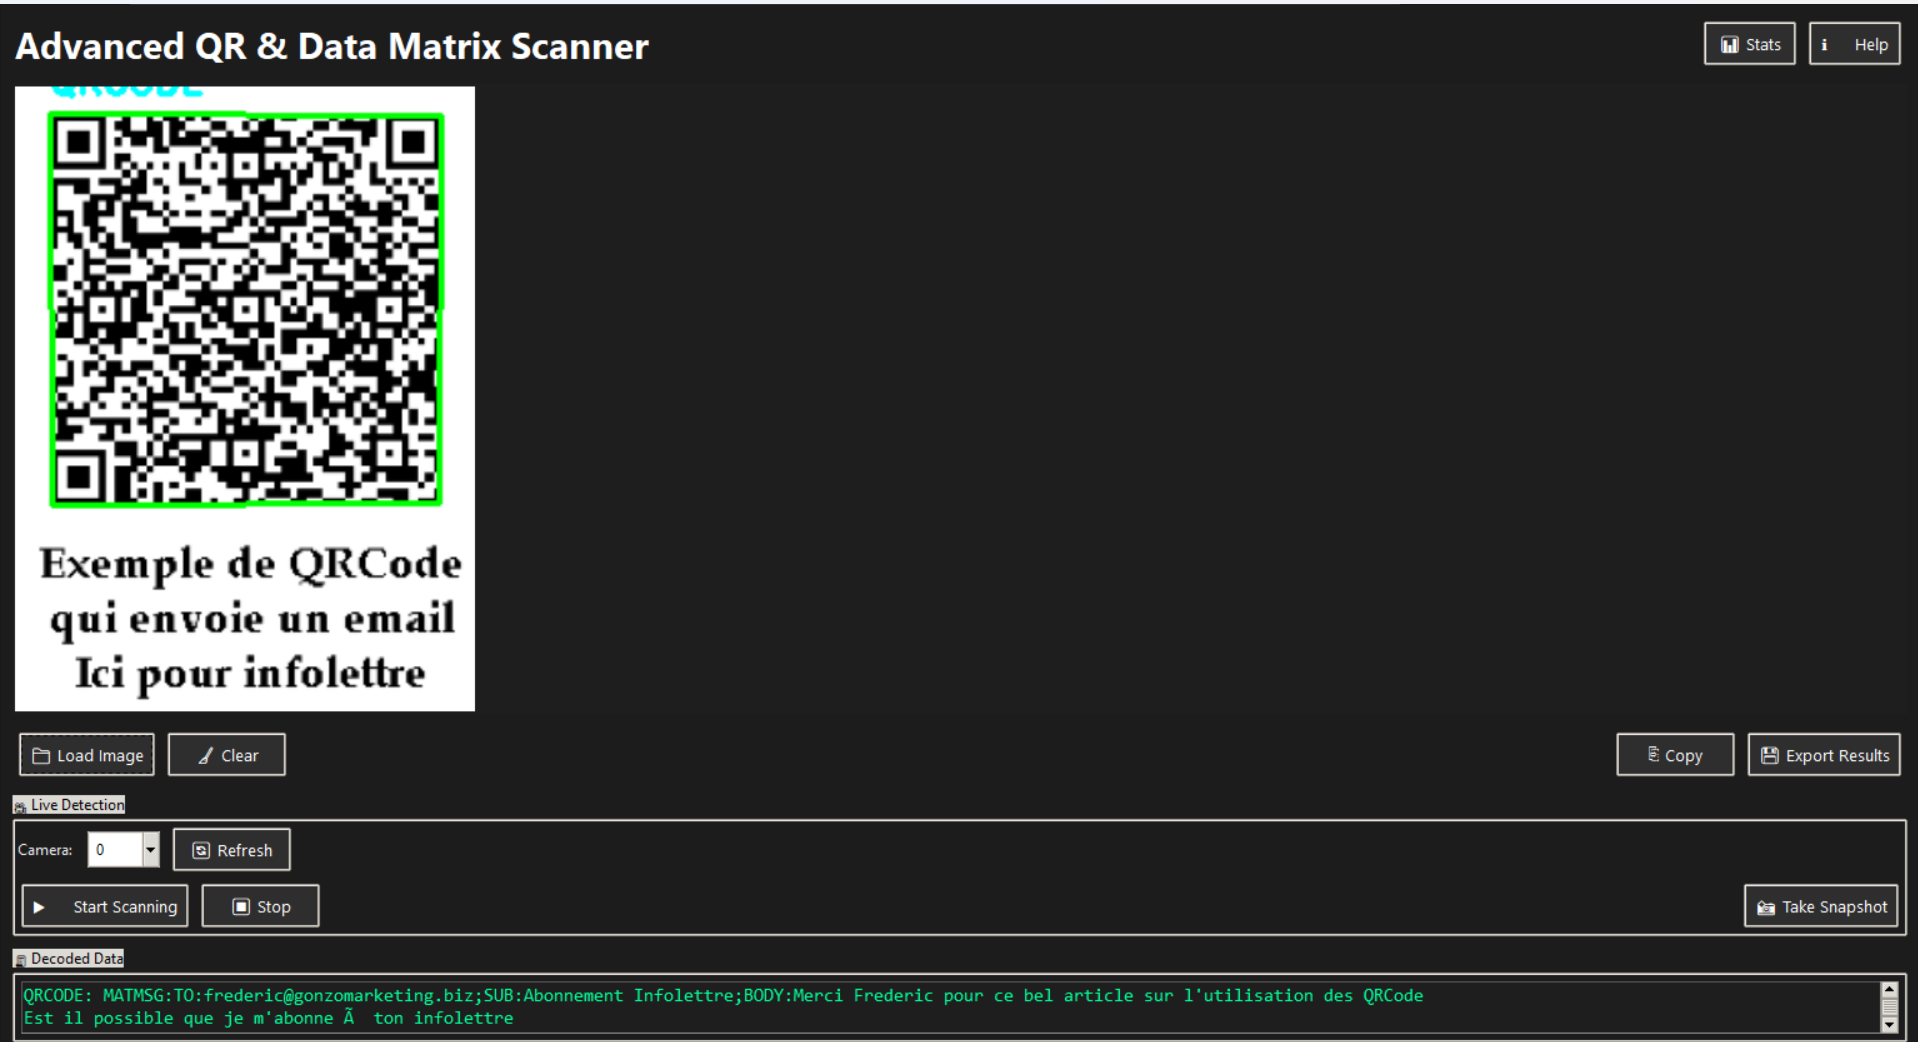 Advanced QR & Data Matrix Scanner
Stats
Help
QRCODE
Exemple de QRCode
qui envoie un email
Ici pour infolettre
Load Image
Clear
Copy
Export Results
Live Detection
Camera:
0
Refresh
Start Scanning
Stop
Take Snapshot
Decoded Data
QRCODE: MATMSG:TO:frederic@gonzomarketing.biz;SUB:Abonnement Infolettre;BODY:Merci Frederic pour ce bel article sur l'utilisation des QRCode
Est il possible que je m'abonne Ã  ton infolettre